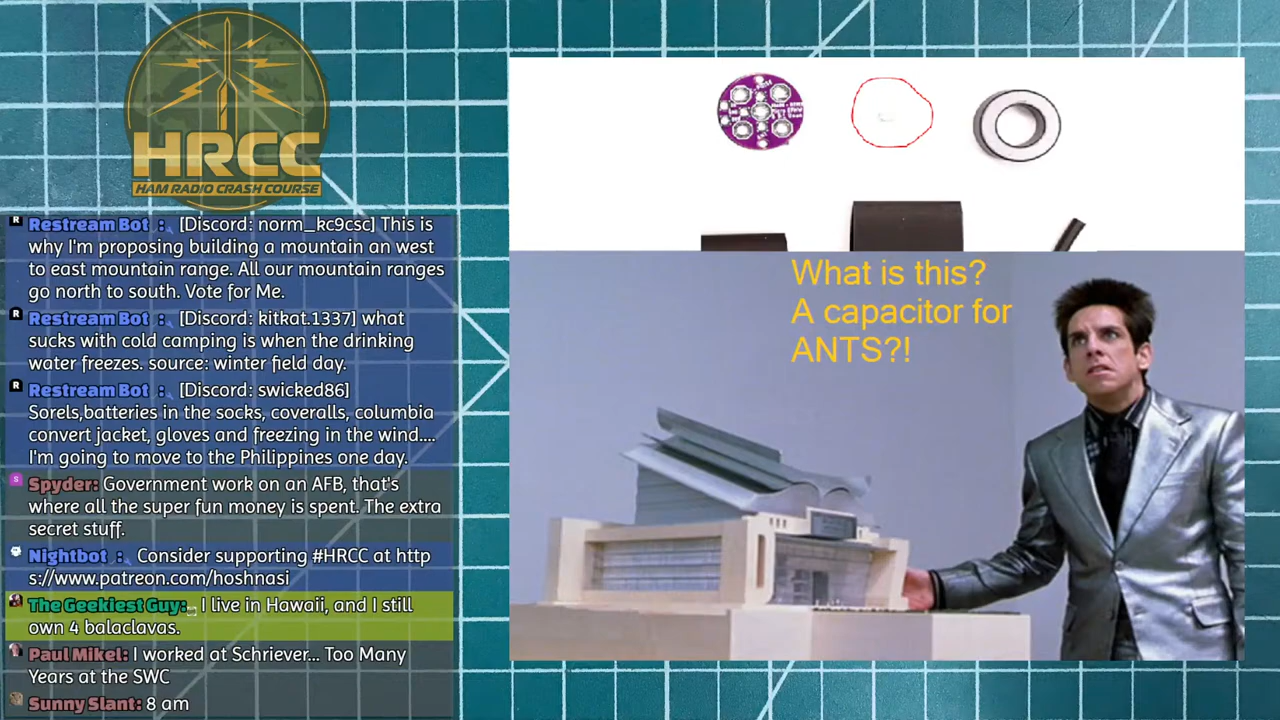 HRCC
HAM RADIO CRASH COURSE
Restream Bot : [Discord: norm_kc9csc] This is
why I'm proposing building a mountain an west
to east mountain range. All our mountain ranges
go north to south. Vote for Me.
Restream Bot : [Discord: kitkat.1337] what
sucks with cold camping is when the drinking
water freezes. source: winter field day.
Restream Bot : [Discord: swicked86]
Sorels,batteries in the socks, coveralls, columbia
convert jacket, gloves and freezing in the wind....
I'm going to move to the Philippines one day.
Spyder: Government work on an AFB, that's
where all the super fun money is spent. The extra
secret stuff.
Nightbot : Consider supporting #HRCC at http
s://www.patreon.com/hoshnasi
The Geekiest Guy: I live in Hawaii, and I still
own 4 balaclavas.
Paul Mikel: I worked at Schriever... Too Many
Years at the SWC
Sunny Slant: 8 am
What is this?
A capacitor for
ANTS?!